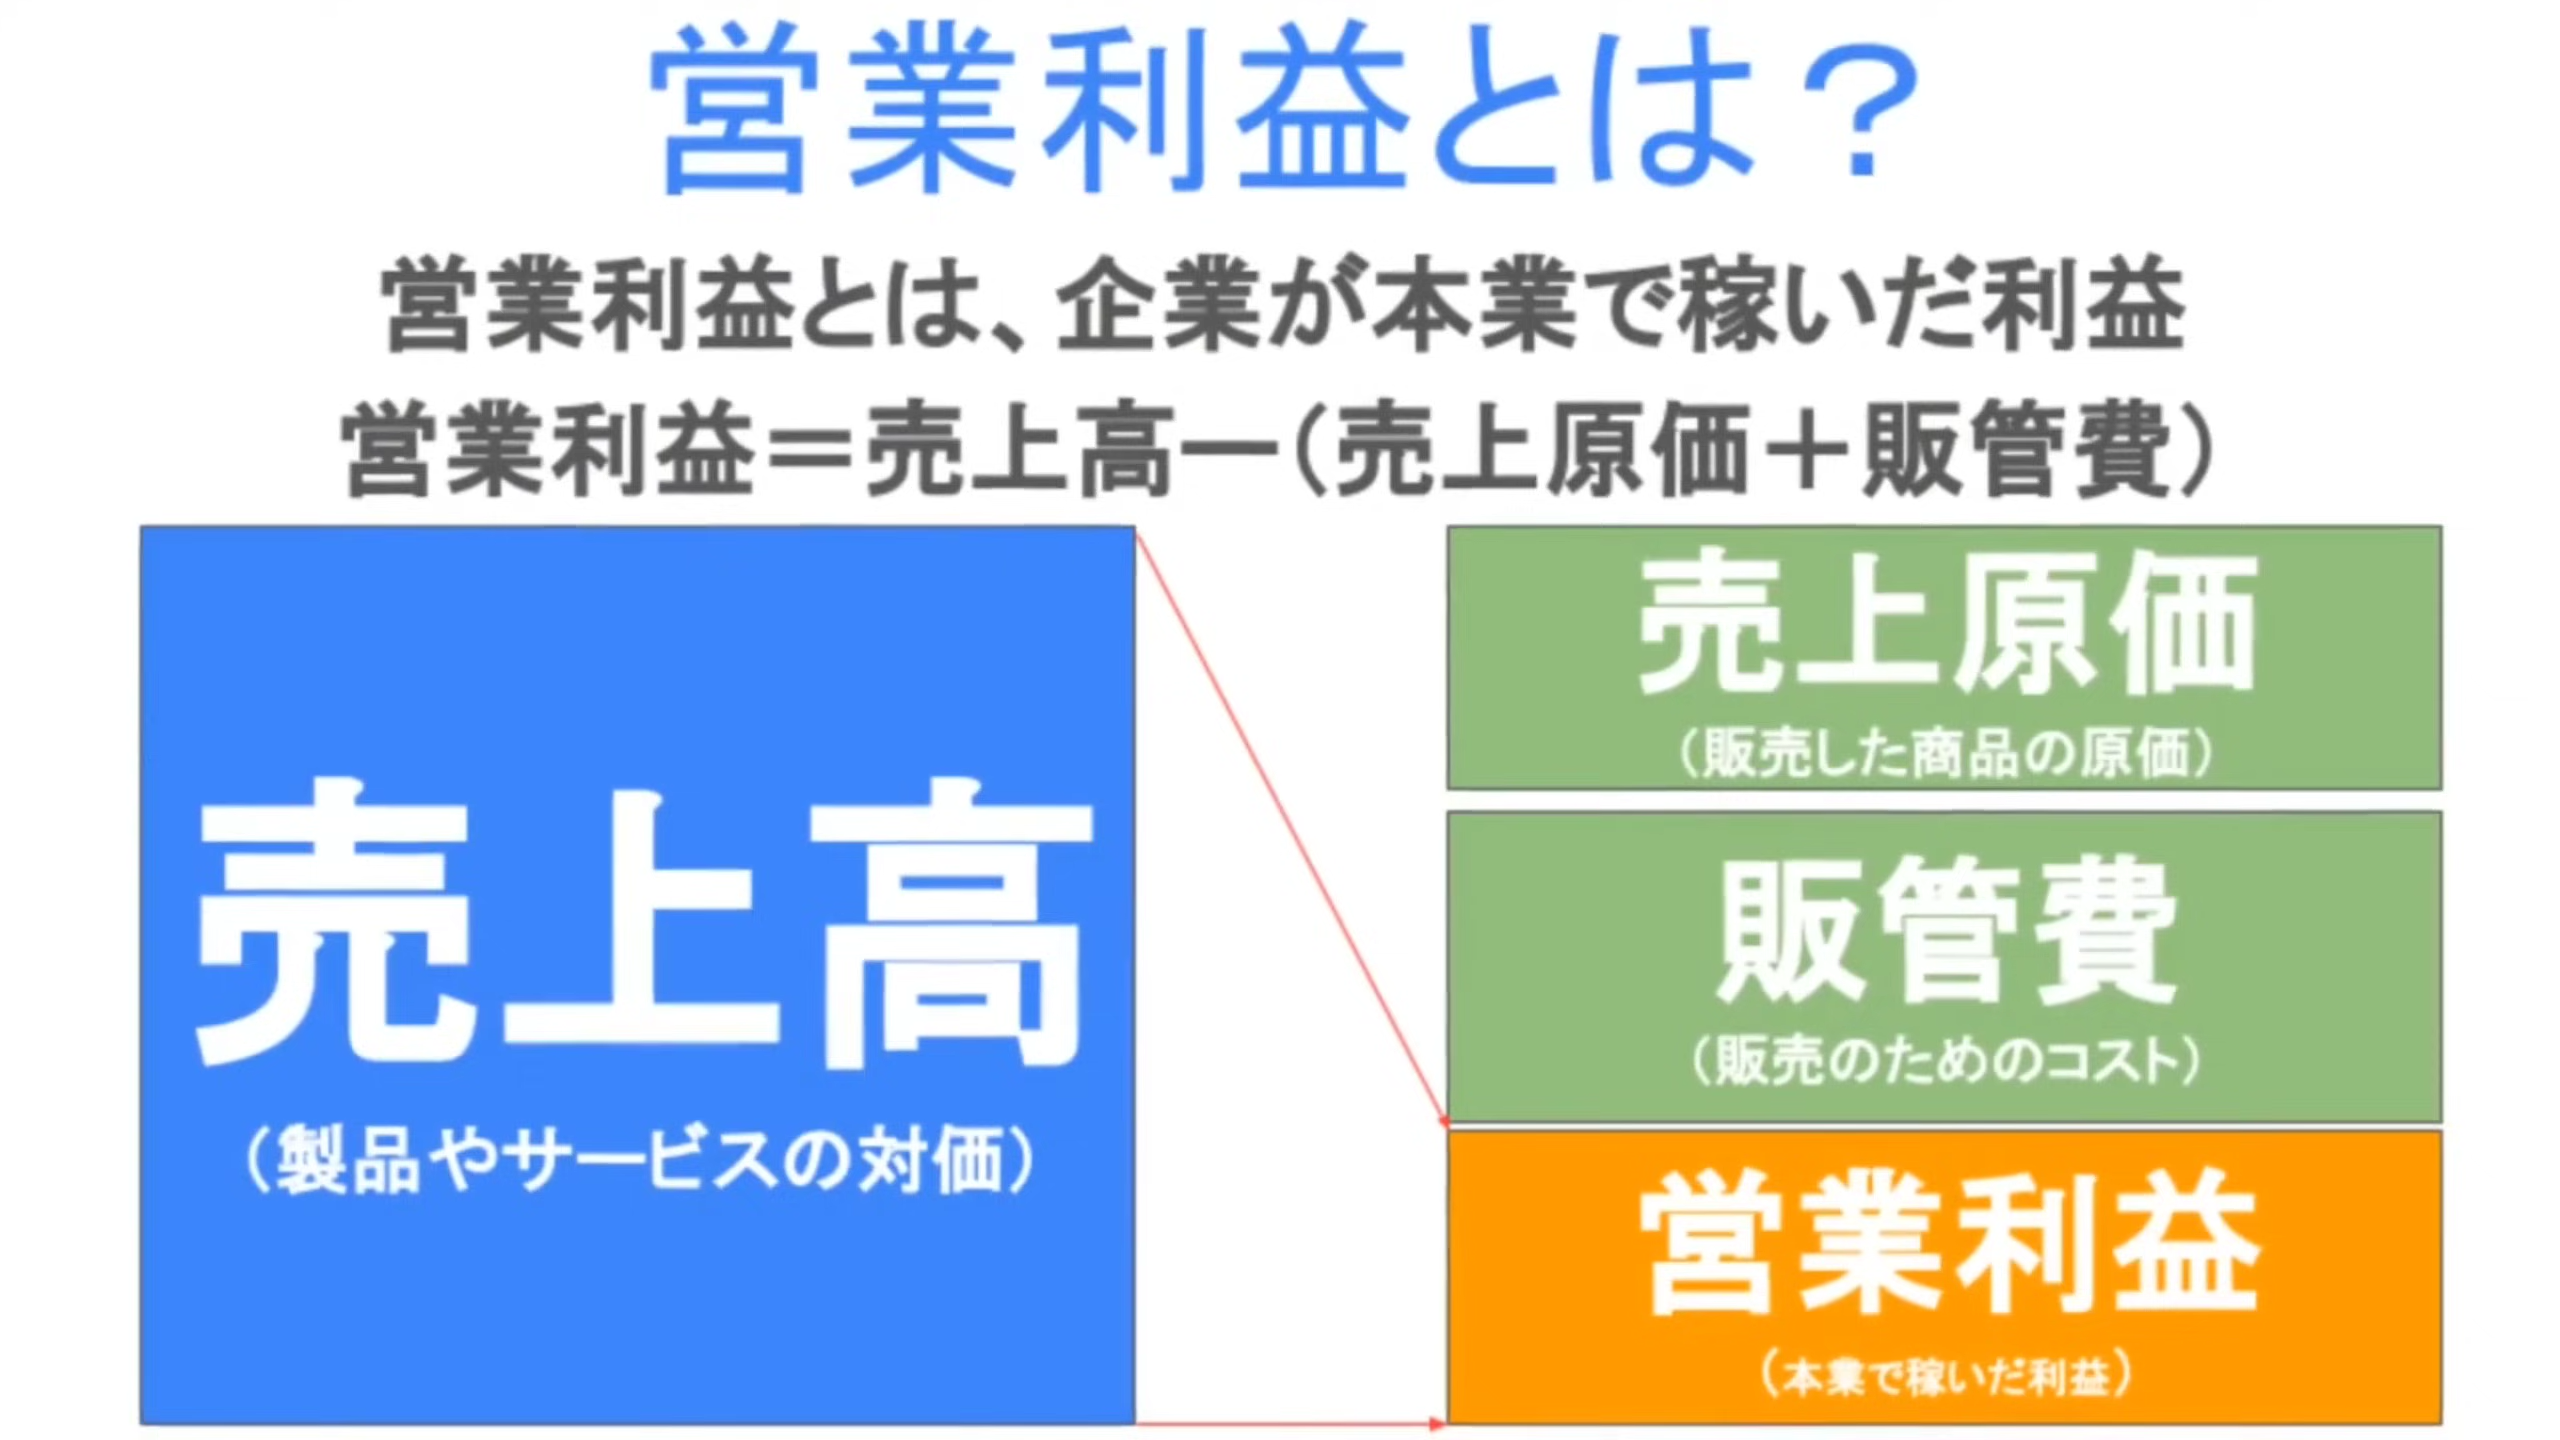 営業利益とは？
営業利益とは、企業が本業で稼いだ利益
営業利益＝売上高ー（売上原価＋販管費）
売上高
（製品やサービスの対価）
売上原価
（販売した商品の原価）
販管費
（販売のためのコスト）
営業利益
（本業で稼いだ利益）